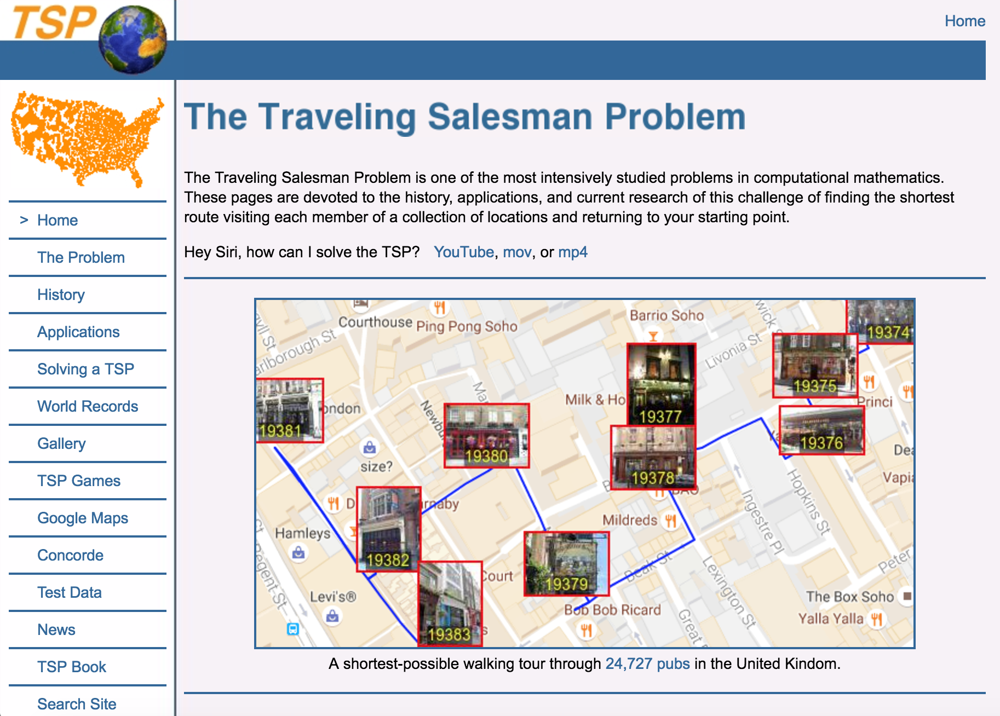 TSP
Home
The Traveling Salesman Problem
The Traveling Salesman Problem is one of the most intensively studied problems in computational mathematics.
These pages are devoted to the history, applications, and current research of this challenge of finding the shortest
route visiting each member of a collection of locations and returning to your starting point.
Hey Siri, how can I solve the TSP? YouTube, mov, or mp4
> Home
The Problem
History
Applications
Solving a TSP
World Records
Gallery
TSP Games
Google Maps
Concorde
Test Data
News
TSP Book
Search Site
Courthouse
Ping Pong Soho
Barrio Soho
19374
arlborough St
Livonia St
19375
Princi
Milk & Ho
19377
19376
ondon
19381
19380
size?
19378
Vapia
Hopkins St
Mildreds
Ingestre Pl
Hamleys
19382
Court
19379
Beak St
Lexington St
Peter
Regent St
Levi's®
Bob Bob Ricard
The Box Soho
Yalla Yalla
Great
19383
A shortest-possible walking tour through 24,727 pubs in the United Kindom.